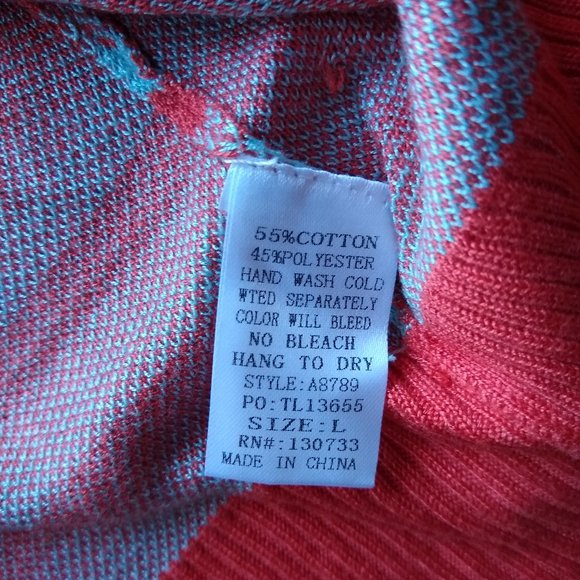 55%COTTON
45%POLYESTER
HAND WASH COLD
WTED SEPARATELY
COLOR WILL BLEED
NO BLEACH
HANG TO DRY
STYLE:A8789
PO:TL13655
SIZE:L
RN#:130733
MADE IN CHINA